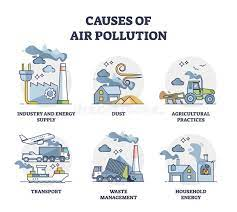 CAUSES OF
AIR POLLUTION
INDUSTRY AND ENERGY
SUPPLY
DUST
AGRICULTURAL
PRACTICES
TRANSPORT
WASTE
MANAGEMENT
HOUSEHOLD
ENERGY